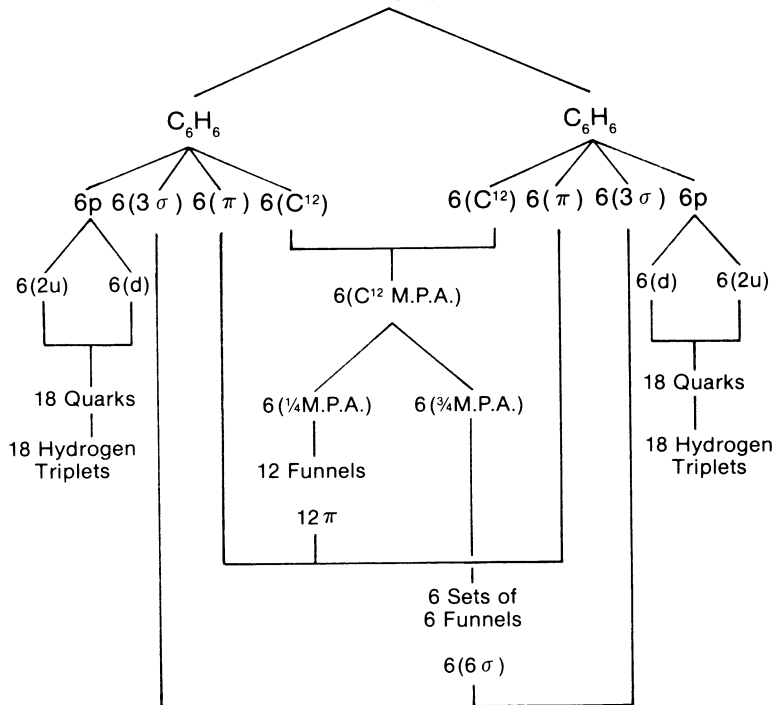 C₆H₆ C₆H₆
6p 6(3σ) 6(π) 6(C¹²) 6(C¹²) 6(π) 6(3σ) 6p
6(2u) 6(d) 6(C¹² M.P.A.) 6(d) 6(2u)
18 Quarks 6(¼M.P.A.) 6(¾M.P.A.) 18 Quarks
18 Hydrogen
Triplets
12 Funnels
18 Hydrogen
Triplets
12π
6 Sets of
6 Funnels
6(6σ)